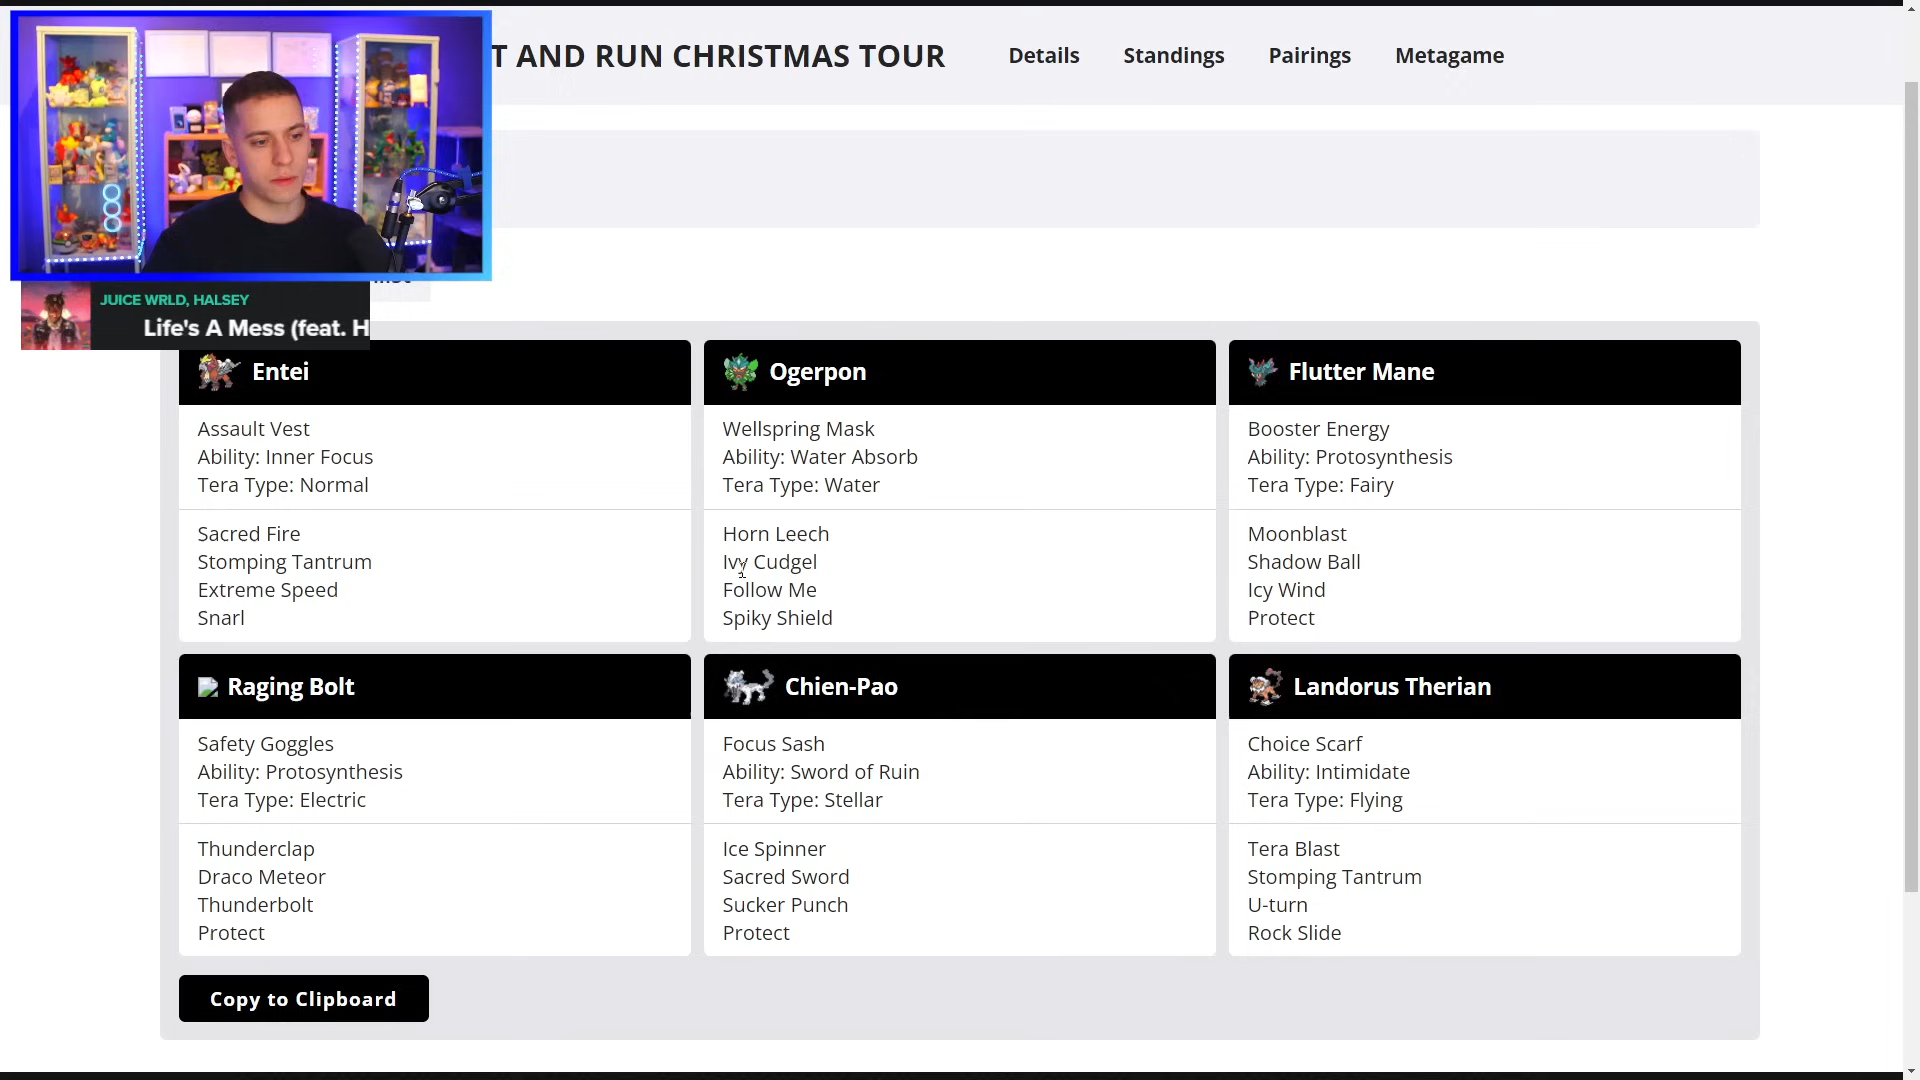 T AND RUN CHRISTMAS TOUR
Details
Standings
Pairings
Metagame
JUICE WRLD, HALSEY
Life's A Mess (feat. H
Entei
Assault Vest
Ability: Inner Focus
Tera Type: Normal
Sacred Fire
Stomping Tantrum
Extreme Speed
Snarl
Ogerpon
Wellspring Mask
Ability: Water Absorb
Tera Type: Water
Horn Leech
Ivy Cudgel
Follow Me
Spiky Shield
Flutter Mane
Booster Energy
Ability: Protosynthesis
Tera Type: Fairy
Moonblast
Shadow Ball
Icy Wind
Protect
Raging Bolt
Safety Goggles
Ability: Protosynthesis
Tera Type: Electric
Thunderclap
Draco Meteor
Thunderbolt
Protect
Chien-Pao
Focus Sash
Ability: Sword of Ruin
Tera Type: Stellar
Ice Spinner
Sacred Sword
Sucker Punch
Protect
Landorus Therian
Choice Scarf
Ability: Intimidate
Tera Type: Flying
Tera Blast
Stomping Tantrum
U-turn
Rock Slide
Copy to Clipboard